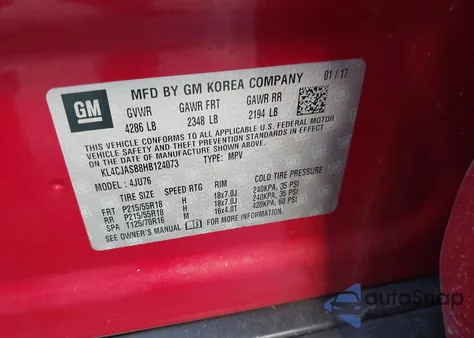 GM
MFD BY GM KOREA COMPANY 01/17
GVWR GAWR FRT GAWR RR
4286 LB 2348 LB 2194 LB
THIS VEHICLE CONFORMS TO ALL APPLICABLE U.S. FEDERAL MOTOR
VEHICLE SAFETY, BUMPER, AND THEFT PREVENTION STANDARDS
IN EFFECT ON THE DATE OF MANUFACTURE SHOWN ABOVE.
KL4CJASB8HB124073 TYPE: MPV
MODEL: 4JU76
TIRE SIZE SPEED RTG RIM COLD TIRE PRESSURE
FRT P215/55R18 H 18x7.0J 240KPA, 35 PSI
RR P215/55R18 H 18x7.0J 240KPA, 35 PSI
SPA T125/70R16 M 16x4.0T 420KPA, 60 PSI
SEE OWNER'S MANUAL FOR MORE INFORMATION.
autoSnap